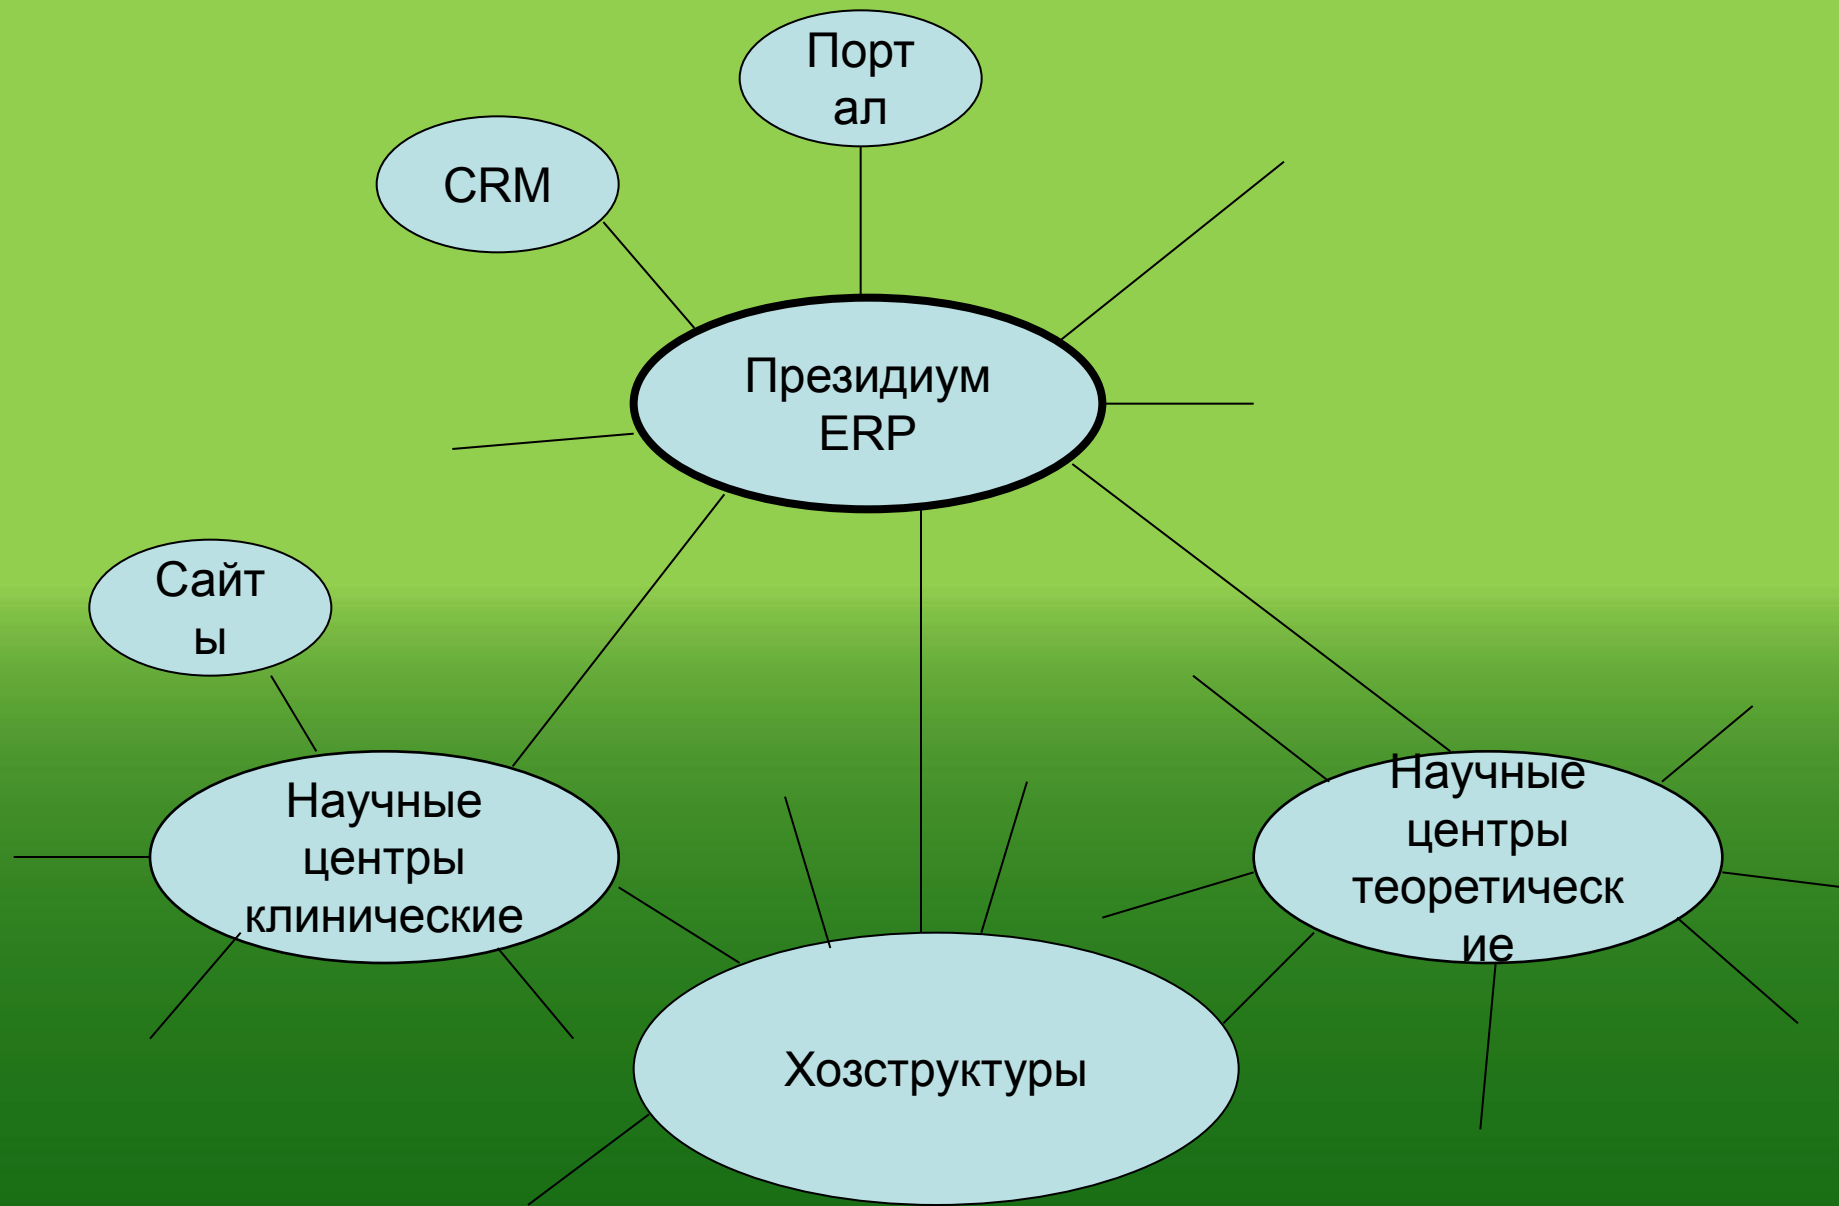 Порт
ал
CRM
Президиум
ERP
Сайт
ы
Научные
центры
клинические
Научные
центры
теоретическ
ие
Хозструктуры